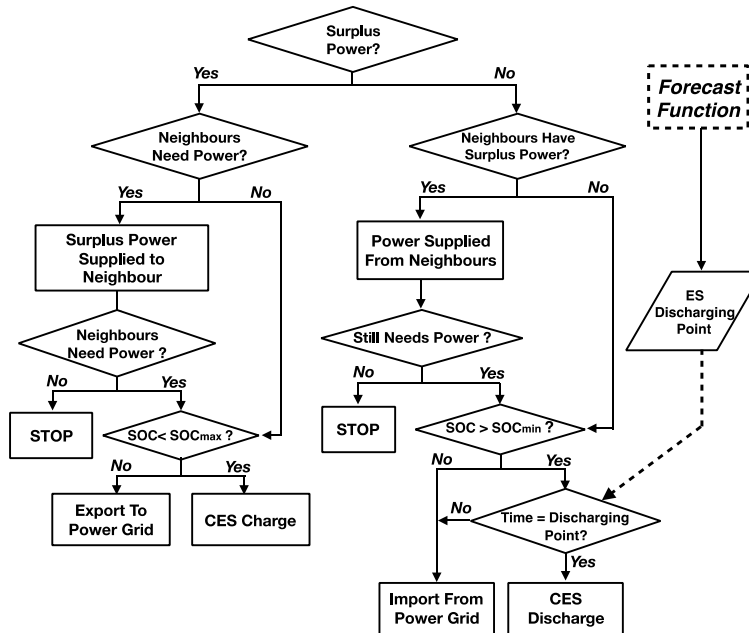 Surplus
Power?
Yes
No
Forecast
Function
Neighbours
Need Power?
Neighbours Have
Surplus Power?
Yes
No
Yes
No
Surplus Power
Supplied to
Neighbour
Power Supplied
From Neighbours
ES
Discharging
Point
Neighbours
Need Power ?
Still Needs Power ?
No
Yes
No
Yes
STOP
SOC< SOCmax ?
STOP
SOC > SOCmin ?
No
Yes
No
Yes
Export To
Power Grid
CES Charge
No
Time = Discharging
Point?
Yes
Import From
Power Grid
CES
Discharge